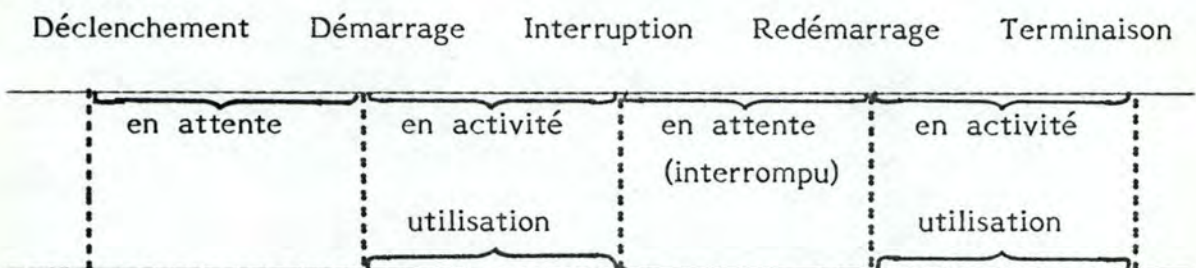 Déclenchement Démarrage Interruption Redémarrage Terminaison
en attente en activité en attente en activité
(interrompu)
utilisation utilisation